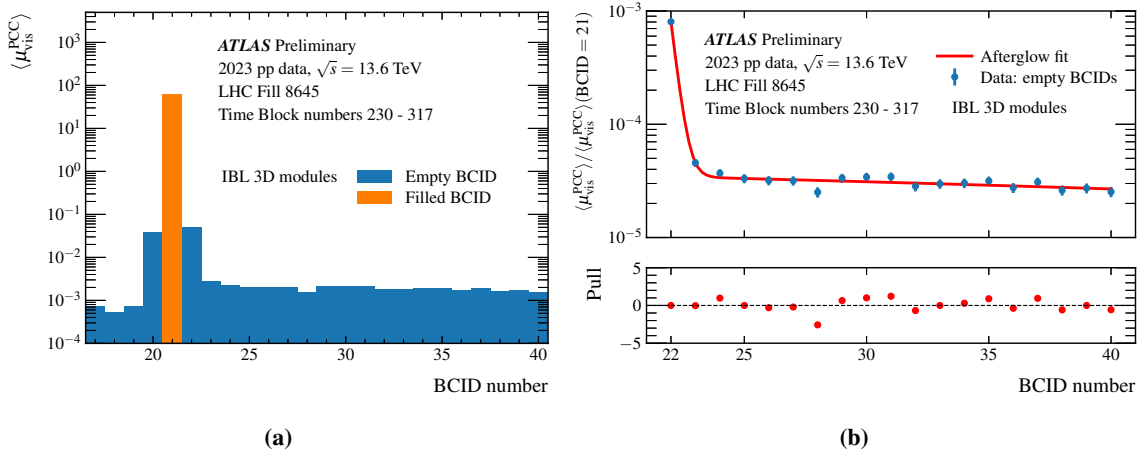 ⟨μ_vis^PCC⟩
10^3
10^2
10^1
10^0
10^−1
10^−2
10^−3
10^−4
ATLAS Preliminary
2023 pp data, √s = 13.6 TeV
LHC Fill 8645
Time Block numbers 230 - 317
IBL 3D modules
Empty BCID
Filled BCID
20 25 30 35 40
BCID number
(a)
⟨μ_vis^PCC⟩/⟨μ_vis^PCC⟩(BCID = 21)
10^−3
10^−4
10^−5
ATLAS Preliminary
2023 pp data, √s = 13.6 TeV
LHC Fill 8645
Time Block numbers 230 - 317
Afterglow fit
Data: empty BCIDs
IBL 3D modules
Pull
5
0
−5
22 25 30 35 40
BCID number
(b)